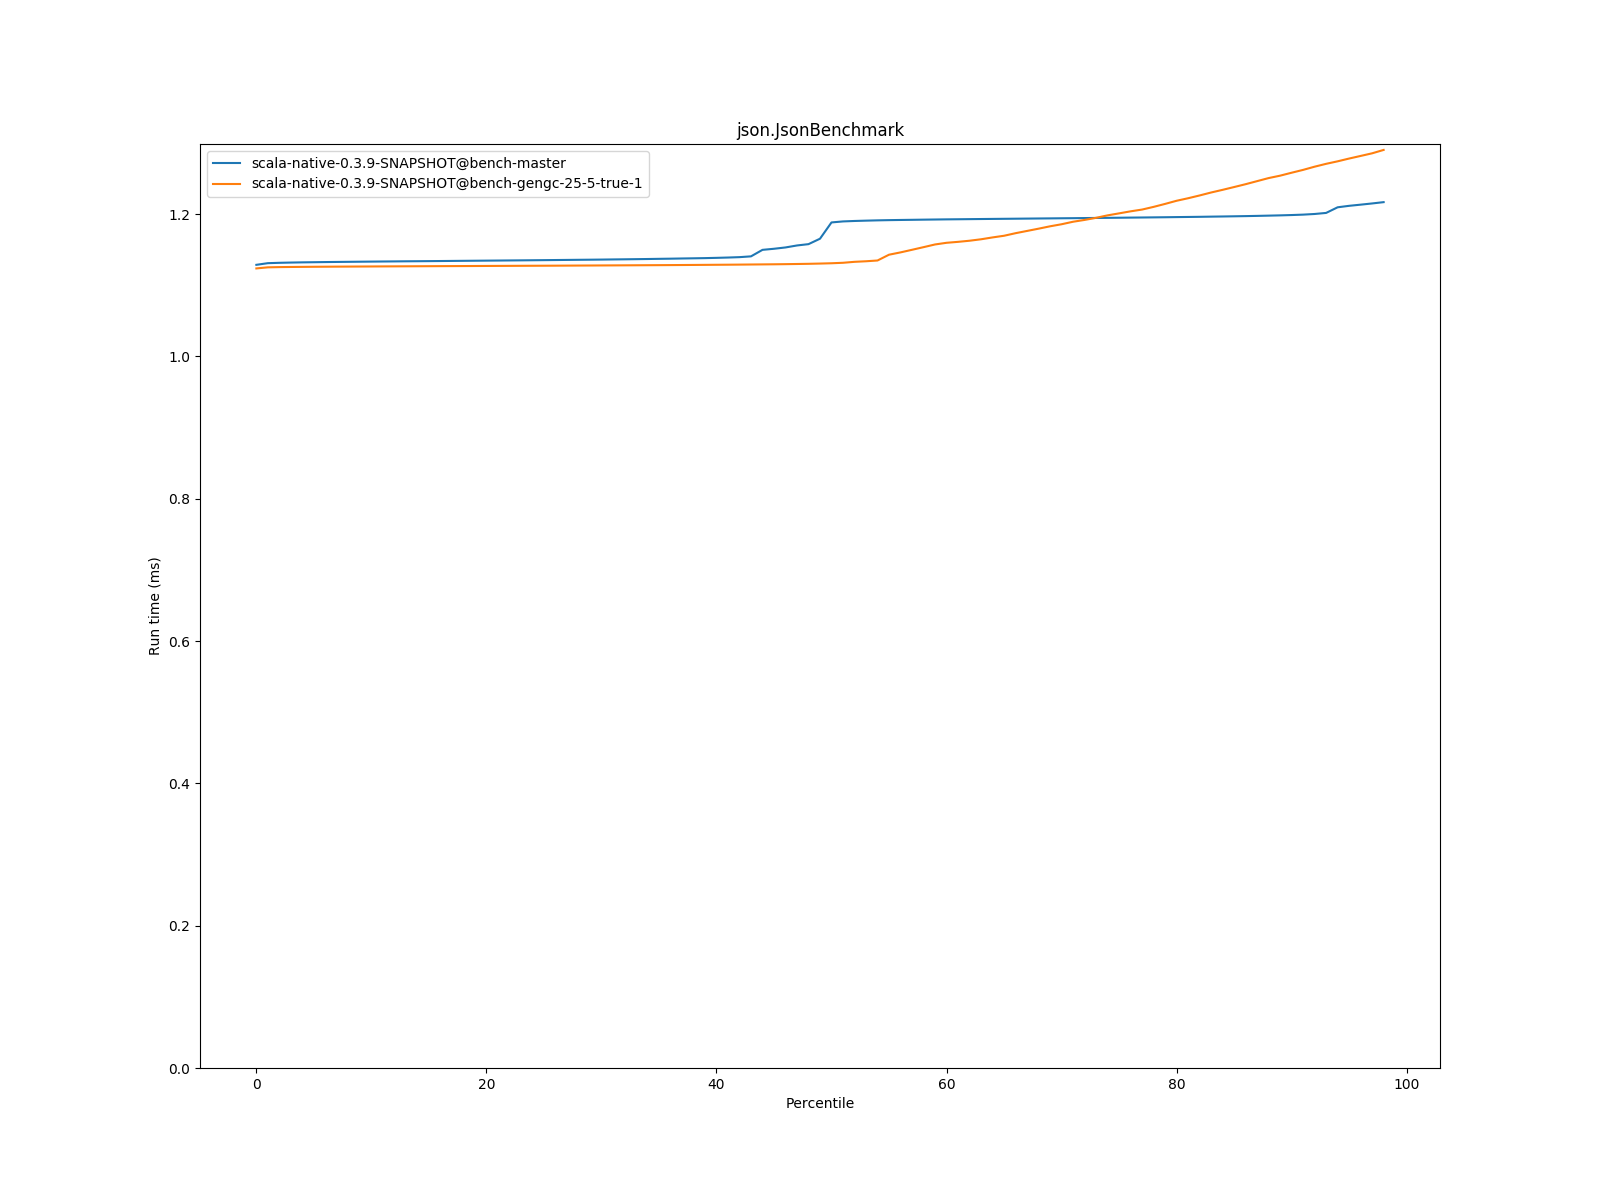 json.JsonBenchmark
scala-native-0.3.9-SNAPSHOT@bench-master
scala-native-0.3.9-SNAPSHOT@bench-gengc-25-5-true-1
1.2
1.0
0.8
0.6
0.4
0.2
0.0
Run time (ms)
0 20 40 60 80 100
Percentile